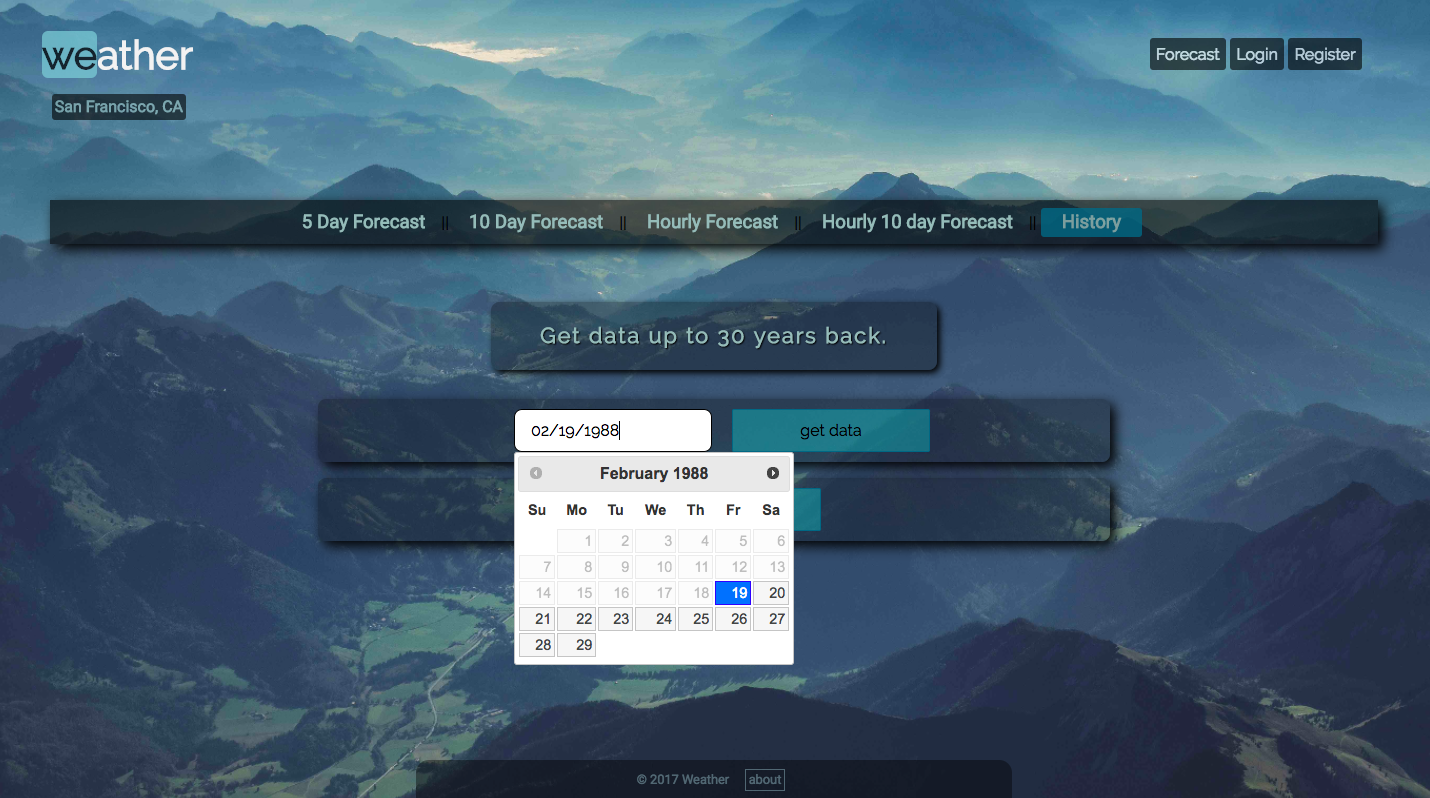 weather
Forecast Login Register
San Francisco, CA
5 Day Forecast || 10 Day Forecast || Hourly Forecast || Hourly 10 day Forecast || History
Get data up to 30 years back.
02/19/1988 get data
February 1988
Su Mo Tu We Th Fr Sa
1 2 3 4 5 6
7 8 9 10 11 12 13
14 15 16 17 18 19 20
21 22 23 24 25 26 27
28 29
© 2017 Weather about